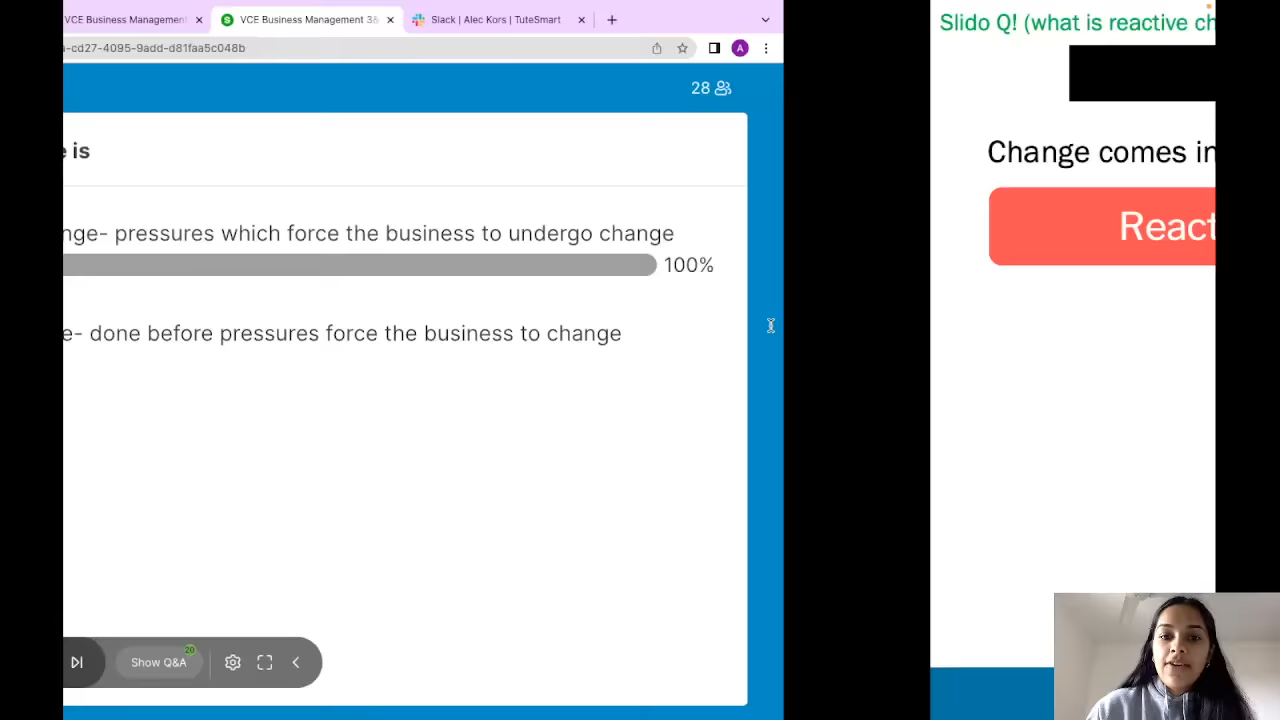 VCE Business Management
VCE Business Management 3&
Slack | Alec Kors | TuteSmart
-cd27-4095-9add-d81faa5c048b
A
28
e is
nge- pressures which force the business to undergo change
100%
e- done before pressures force the business to change
Show Q&A
20
Slido Q! (what is reactive ch
Change comes in
React